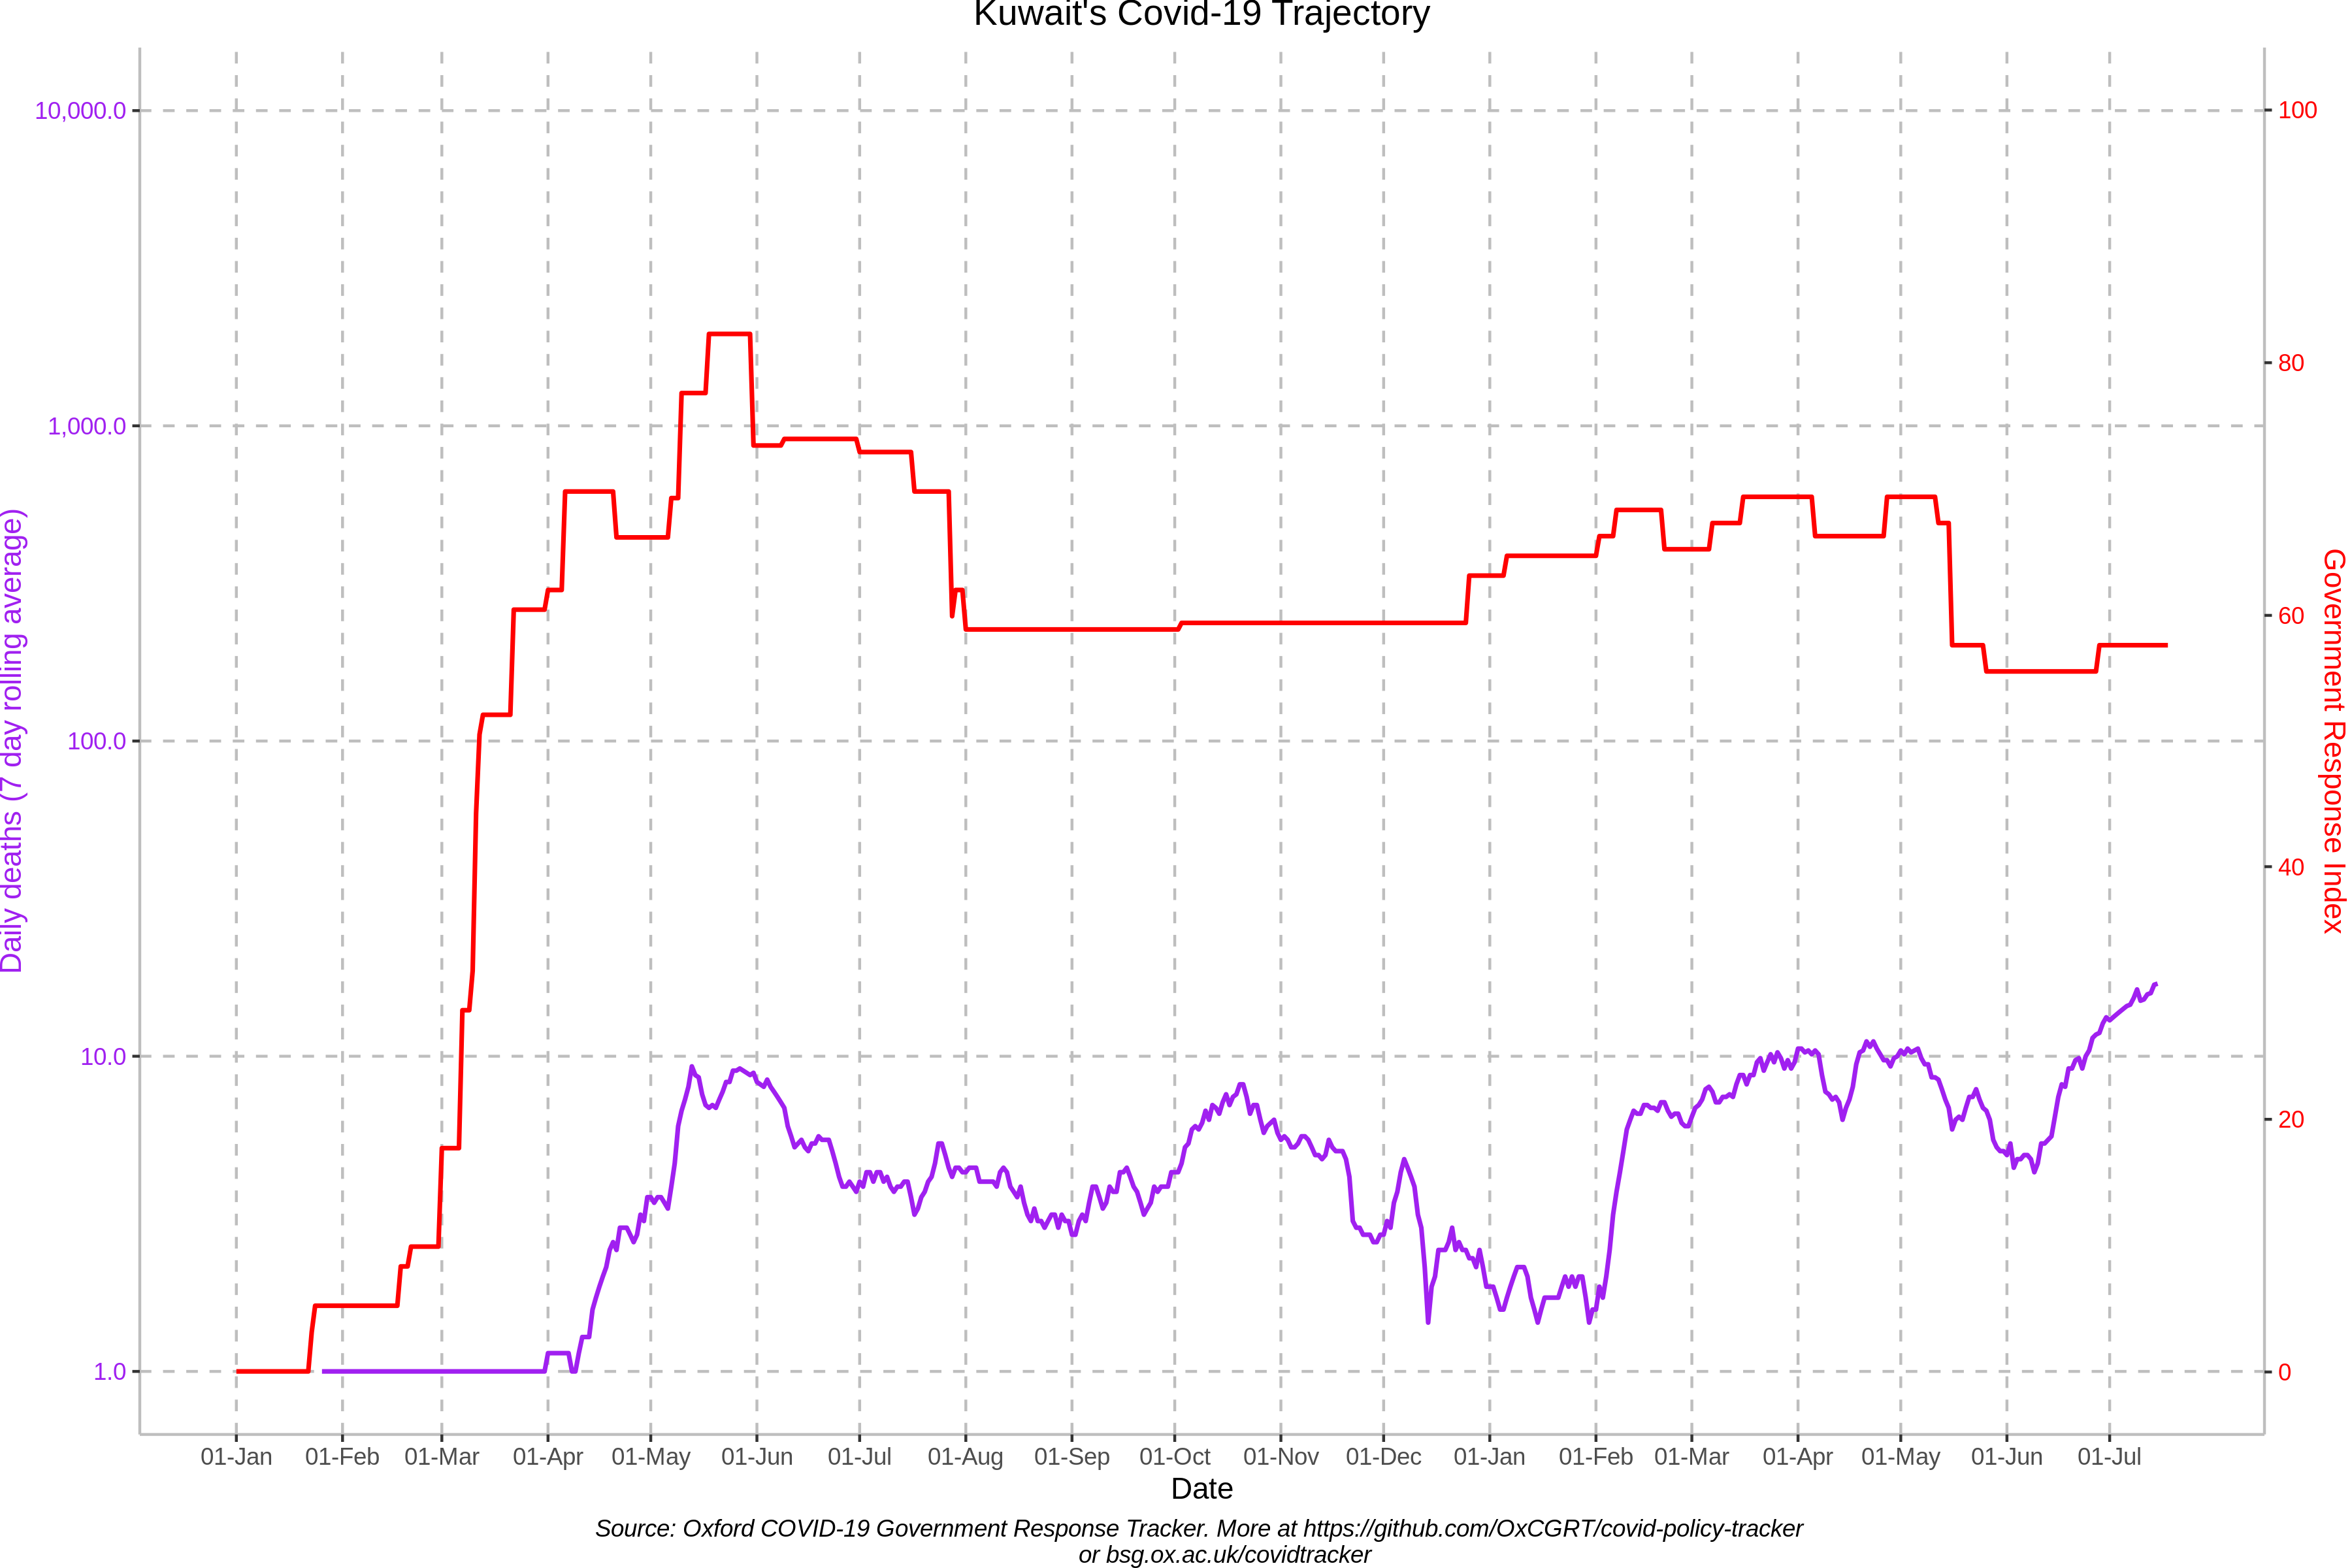 Kuwait's Covid-19 Trajectory
10,000.0
1,000.0
100.0
10.0
1.0
Daily deaths (7 day rolling average)
100
80
60
40
20
0
Government Response Index
01-Jan 01-Feb 01-Mar 01-Apr 01-May 01-Jun 01-Jul 01-Aug 01-Sep 01-Oct 01-Nov 01-Dec 01-Jan 01-Feb 01-Mar 01-Apr 01-May 01-Jun 01-Jul
Date
Source: Oxford COVID-19 Government Response Tracker. More at https://github.com/OxCGRT/covid-policy-tracker
or bsg.ox.ac.uk/covidtracker